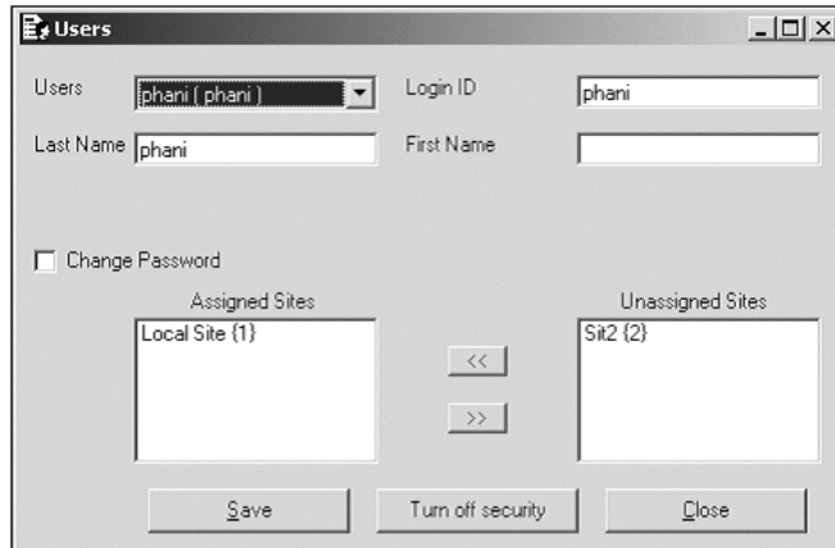 Users
Users phani ( phani ) Login ID phani
Last Name phani First Name
Change Password
Assigned Sites Unassigned Sites
Local Site {1} Sit2 {2}
<<
>>
Save Turn off security Close